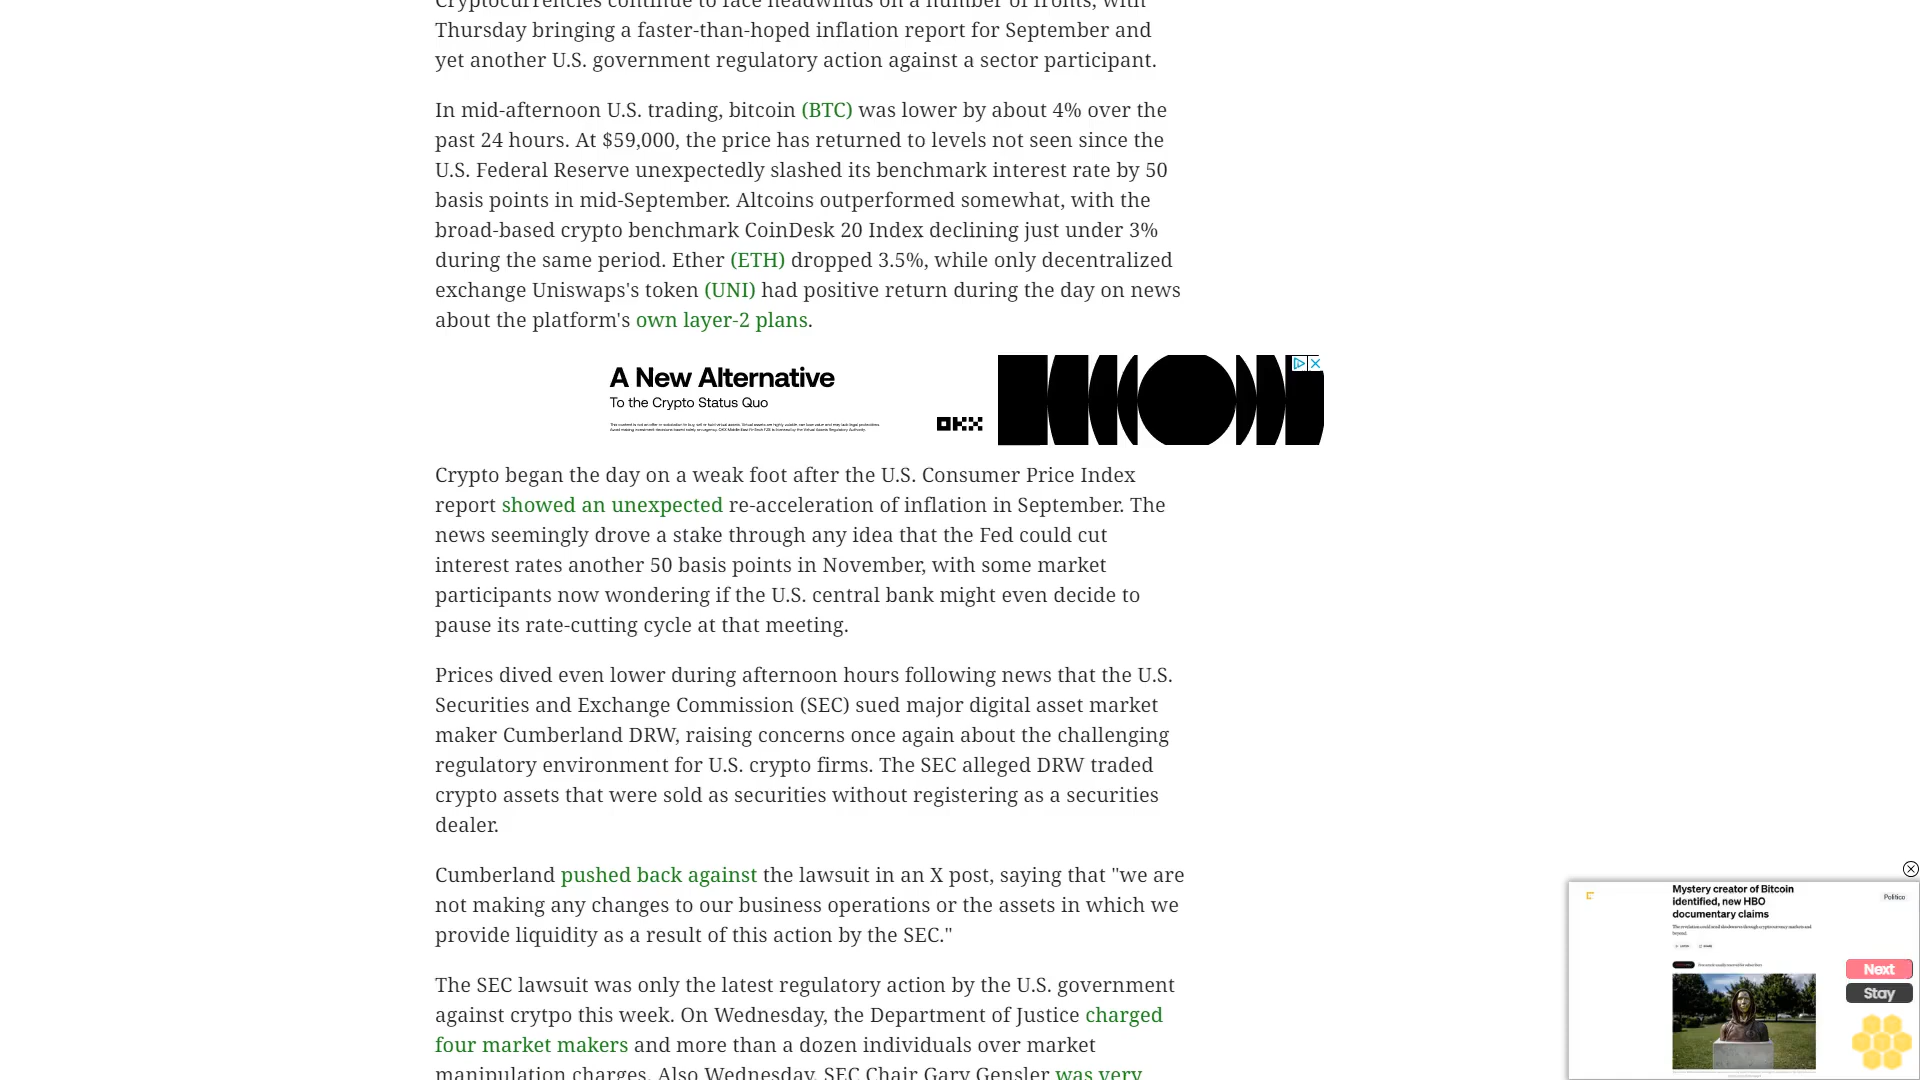 Cryptocurrencies continue to face headwinds on a number of fronts, with
Thursday bringing a faster-than-hoped inflation report for September and
yet another U.S. government regulatory action against a sector participant.
In mid-afternoon U.S. trading, bitcoin (BTC) was lower by about 4% over the
past 24 hours. At $59,000, the price has returned to levels not seen since the
U.S. Federal Reserve unexpectedly slashed its benchmark interest rate by 50
basis points in mid-September. Altcoins outperformed somewhat, with the
broad-based crypto benchmark CoinDesk 20 Index declining just under 3%
during the same period. Ether (ETH) dropped 3.5%, while only decentralized
exchange Uniswaps's token (UNI) had positive return during the day on news
about the platform's own layer-2 plans.
A New Alternative
To the Crypto Status Quo
OKX
Crypto began the day on a weak foot after the U.S. Consumer Price Index
report showed an unexpected re-acceleration of inflation in September. The
news seemingly drove a stake through any idea that the Fed could cut
interest rates another 50 basis points in November, with some market
participants now wondering if the U.S. central bank might even decide to
pause its rate-cutting cycle at that meeting.
Prices dived even lower during afternoon hours following news that the U.S.
Securities and Exchange Commission (SEC) sued major digital asset market
maker Cumberland DRW, raising concerns once again about the challenging
regulatory environment for U.S. crypto firms. The SEC alleged DRW traded
crypto assets that were sold as securities without registering as a securities
dealer.
Cumberland pushed back against the lawsuit in an X post, saying that "we are
not making any changes to our business operations or the assets in which we
provide liquidity as a result of this action by the SEC."
The SEC lawsuit was only the latest regulatory action by the U.S. government
against crytpo this week. On Wednesday, the Department of Justice charged
four market makers and more than a dozen individuals over market
manipulation charges. Also Wednesday, SEC Chair Gary Gensler was very
Mystery creator of Bitcoin
identified, new HBO
documentary claims
Politico
Next
Stay